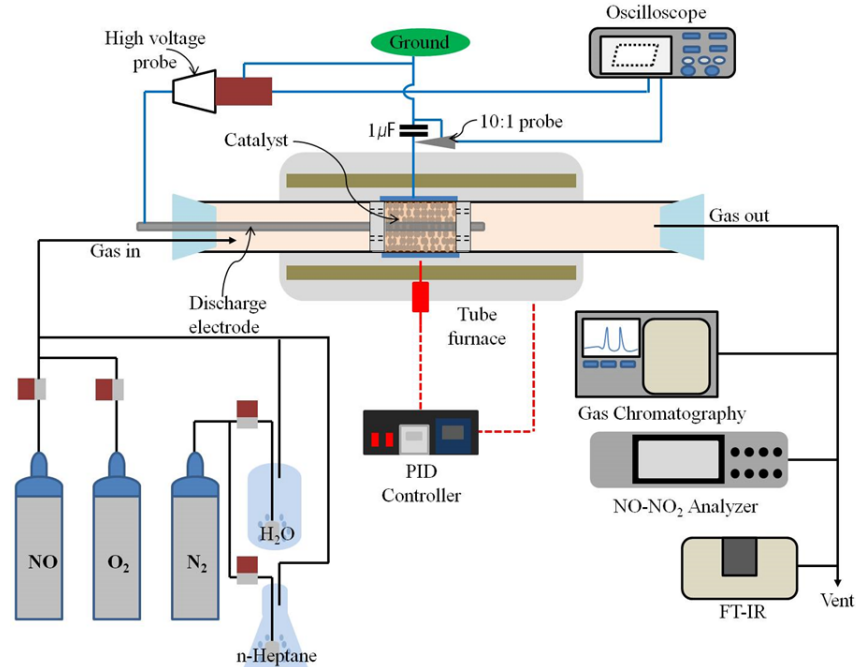 Oscilloscope
High voltage
probe
Ground
1μF
10:1 probe
Catalyst
Gas out
Gas in
Discharge
electrode
Tube
furnace
Gas Chromatography
PID
Controller
NO-NO₂ Analyzer
H₂O
NO
O₂
N₂
FT-IR
Vent
n-Heptane